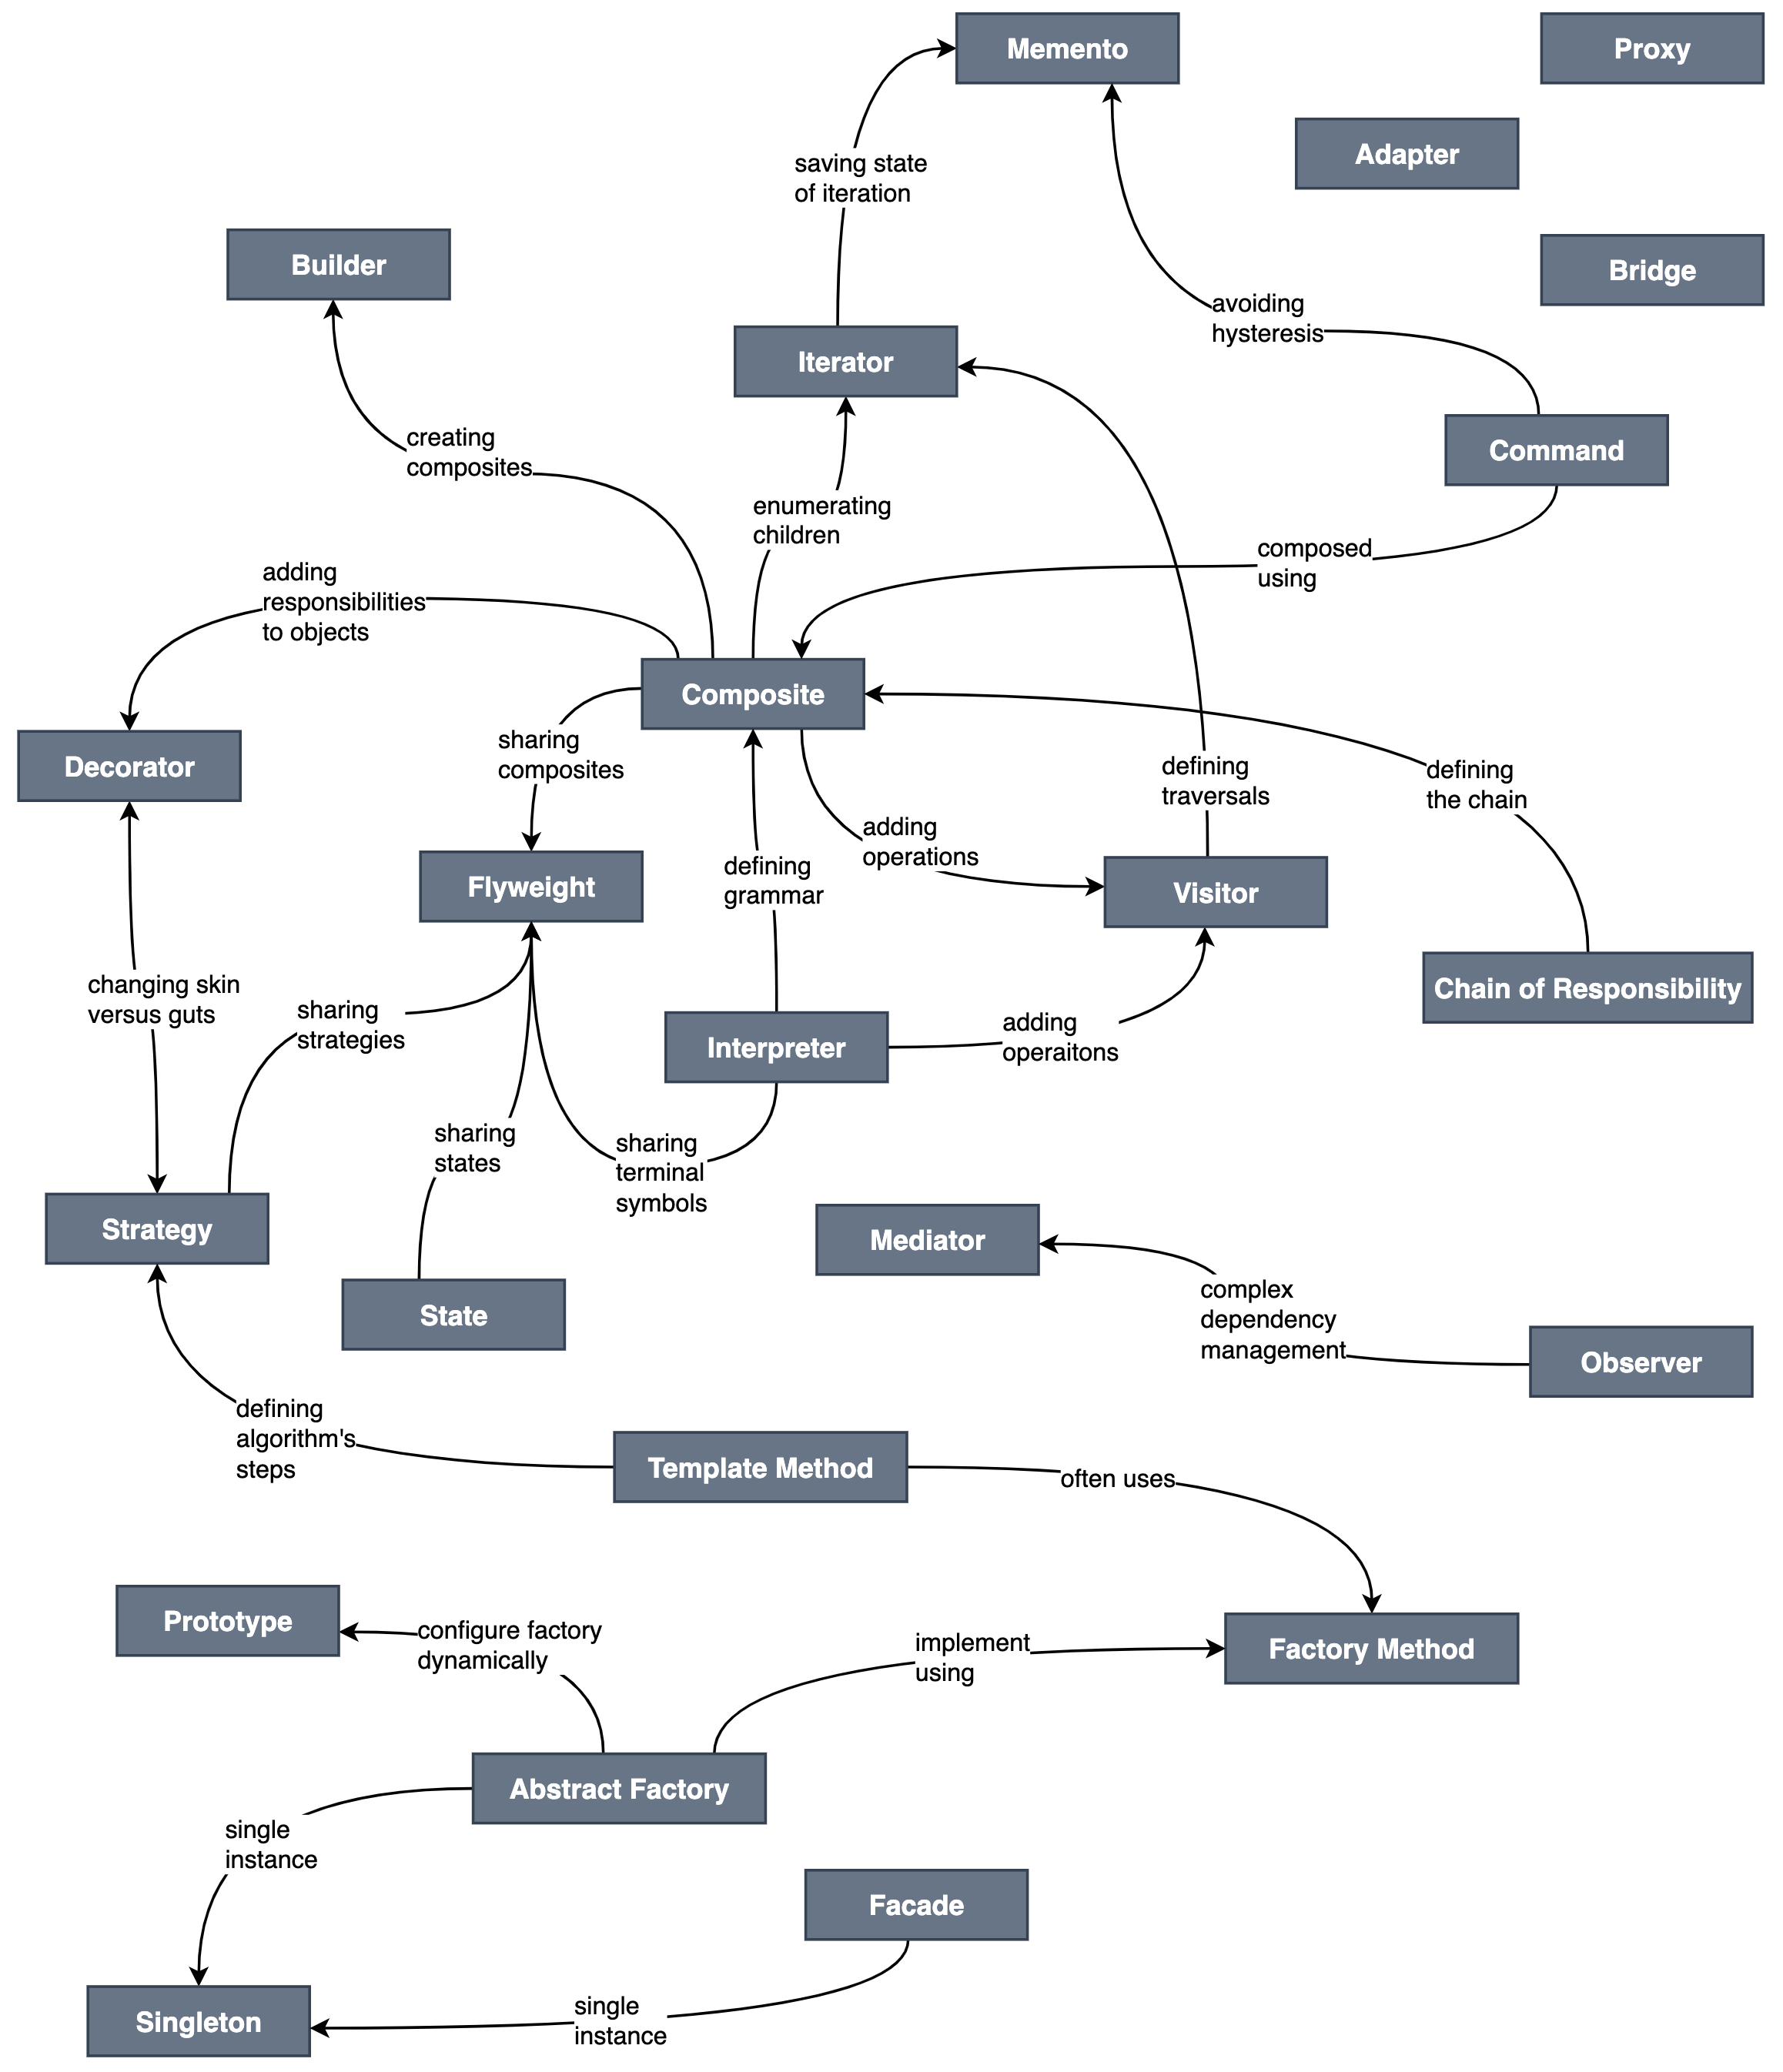 Memento
Proxy
Adapter
saving state
of iteration
Builder
Bridge
avoiding
hysteresis
Iterator
creating
composites
Command
enumerating
children
composed
using
adding
responsibilities
to objects
Composite
Decorator
sharing
composites
defining
traversals
defining
the chain
adding
operations
Flyweight
defining
grammar
Visitor
changing skin
versus guts
sharing
strategies
Chain of Responsibility
Interpreter
adding
operaitons
sharing
states
sharing
terminal
symbols
Strategy
Mediator
State
complex
dependency
management
Observer
defining
algorithm's
steps
Template Method
often uses
Prototype
configure factory
dynamically
implement
using
Factory Method
Abstract Factory
single
instance
Facade
Singleton
single
instance